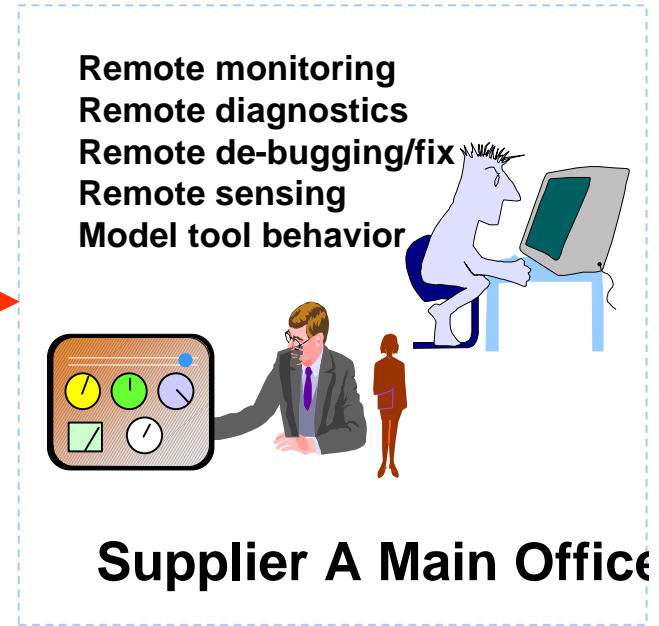 Remote monitoring
Remote diagnostics
Remote de-bugging/fix
Remote sensing
Model tool behavior
Supplier A Main Office